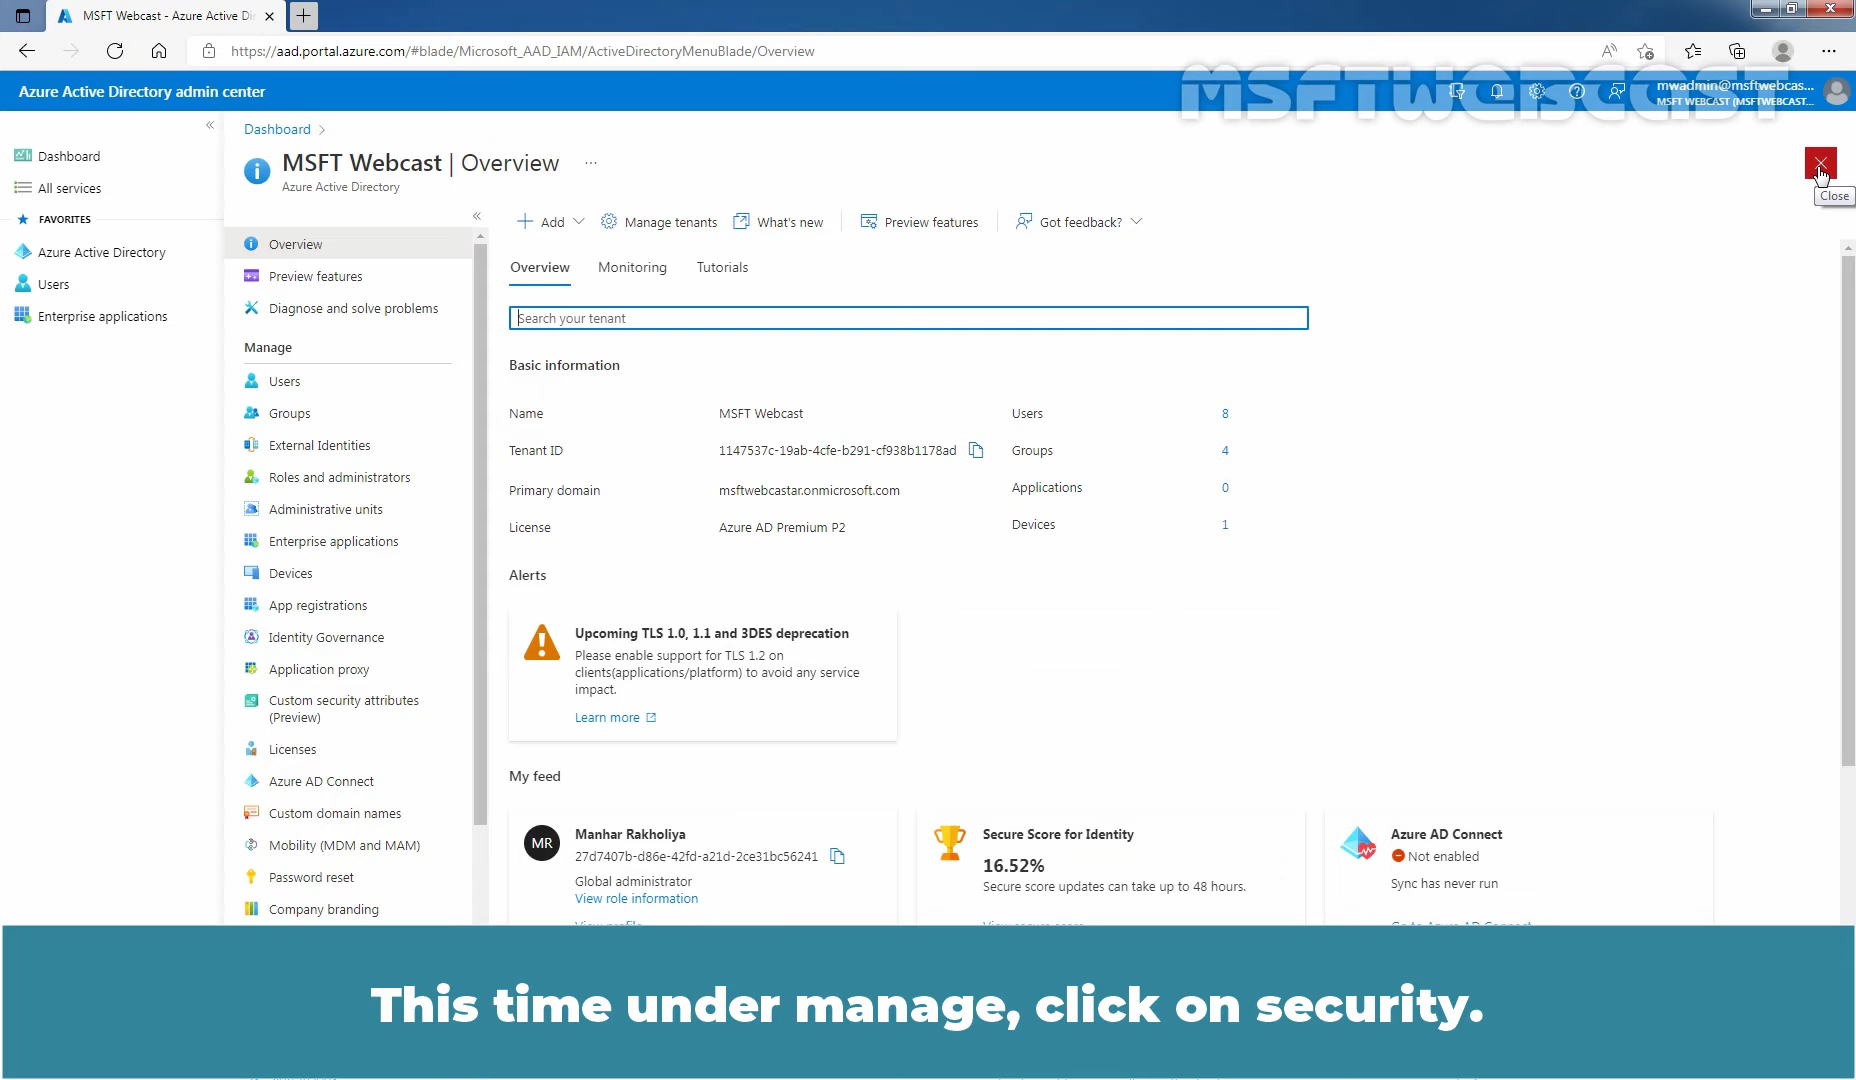 MSFT Webcast - Azure Active Di
https://aad.portal.azure.com/#blade/Microsoft_AAD_IAM/ActiveDirectoryMenuBlade/Overview
MSFTWEBCAST
Azure Active Directory admin center
mwadmin@msftwebcas...
MSFT WEBCAST (MSFTWEBCAST...
Dashboard
Dashboard
All services
FAVORITES
Azure Active Directory
Users
Enterprise applications
MSFT Webcast | Overview ...
Azure Active Directory
Close
Overview
Preview features
Diagnose and solve problems
Manage
Users
Groups
External Identities
Roles and administrators
Administrative units
Enterprise applications
Devices
App registrations
Identity Governance
Application proxy
Custom security attributes
(Preview)
Licenses
Azure AD Connect
Custom domain names
Mobility (MDM and MAM)
Password reset
Company branding
Add Manage tenants What's new Preview features Got feedback?
Overview Monitoring Tutorials
Search your tenant
Basic information
Name MSFT Webcast Users 8
Tenant ID 1147537c-19ab-4cfe-b291-cf938b1178ad Groups 4
Primary domain msftwebcastar.onmicrosoft.com Applications 0
License Azure AD Premium P2 Devices 1
Alerts
Upcoming TLS 1.0, 1.1 and 3DES deprecation
Please enable support for TLS 1.2 on
clients(applications/platform) to avoid any service
impact.
Learn more
My feed
MR
Manhar Rakholiya
27d7407b-d86e-42fd-a21d-2ce31bc56241
Global administrator
View role information
Secure Score for Identity
16.52%
Secure score updates can take up to 48 hours.
Azure AD Connect
Not enabled
Sync has never run
This time under manage, click on security.